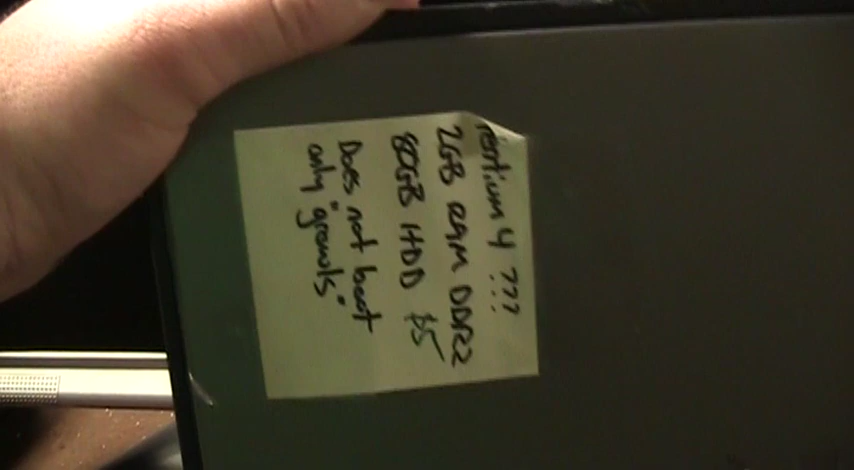 Pentium 4 ???
2GB RAM DDR2
80GB HDD $5
Does not boot
only "growls"